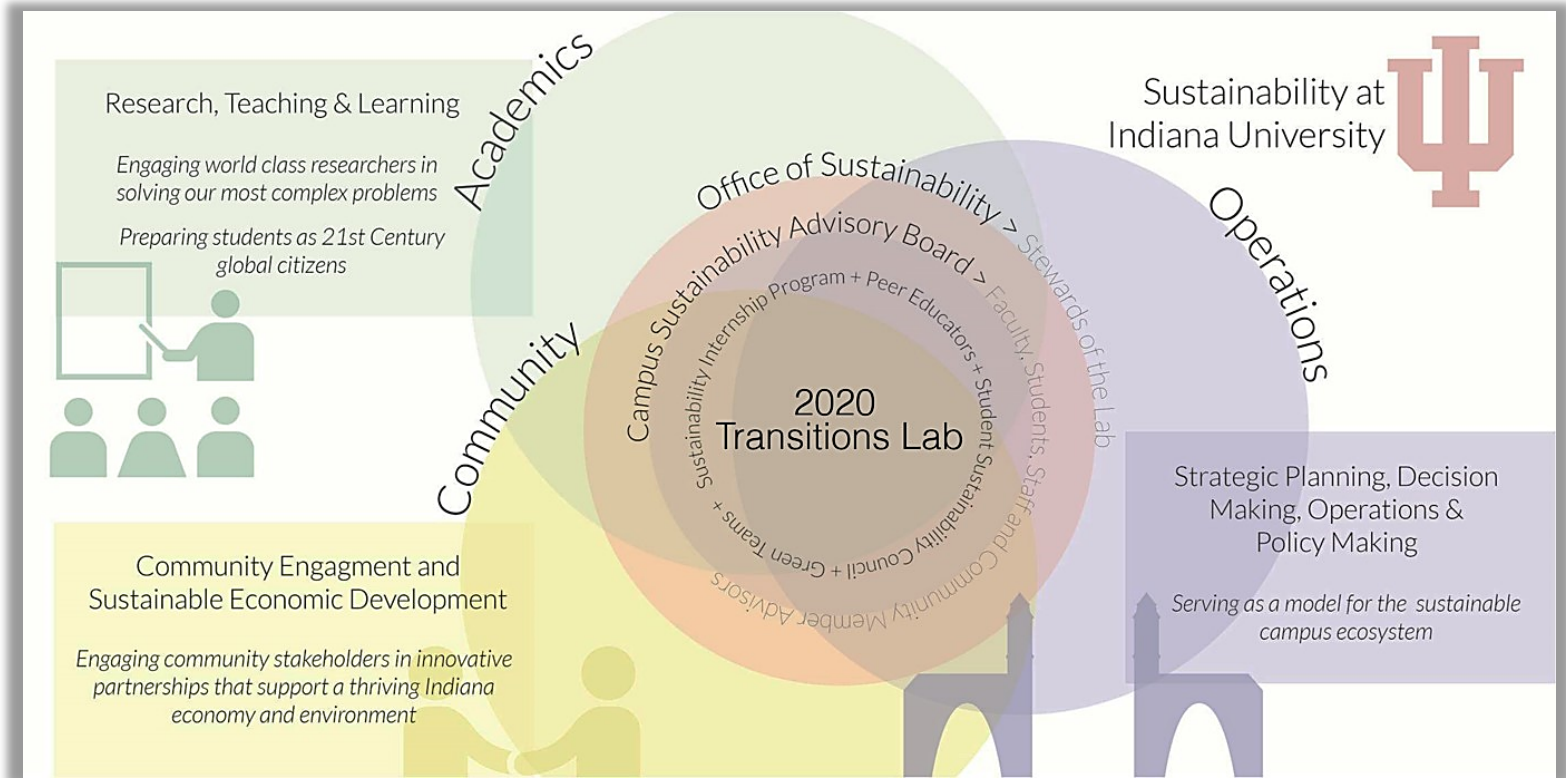 Research, Teaching & Learning
Engaging world class researchers in
solving our most complex problems
Preparing students as 21st Century
global citizens
Academics
Sustainability at
Indiana University
Operations
Office of Sustainability > Stewards of the Lab
Campus Sustainability Advisory Board > Faculty, Students, Staff and Community Member Advisors
Sustainability Internship Program + Peer Educators + Student Sustainability Council + Green Teams +
2020
Transitions Lab
Community
Community Engagment and
Sustainable Economic Development
Engaging community stakeholders in innovative
partnerships that support a thriving Indiana
economy and environment
Strategic Planning, Decision
Making, Operations &
Policy Making
Serving as a model for the sustainable
campus ecosystem